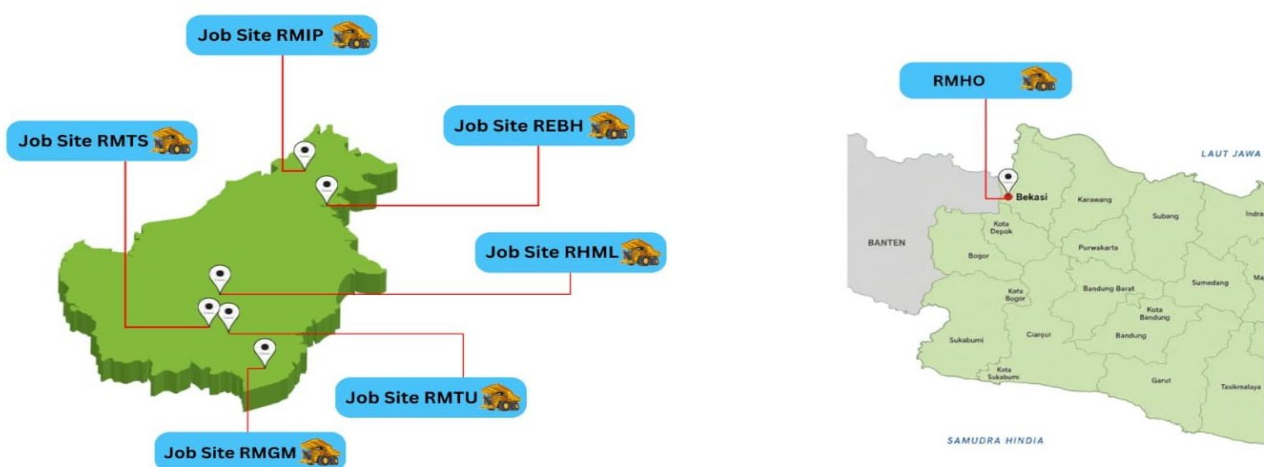 Job Site RMIP
Job Site REBH
Job Site RMTS
Job Site RHML
Job Site RMTU
Job Site RMGM
RMHO
LAUT JAWA
Bekasi
Karawang
Subang
Indra
Kota
Depok
BANTEN
Bogor
Purwakarta
Kota
Bogor
Bandung Barat
Sumedang
Ma
Kota
Bandung
Sukabumi
Cianjur
Bandung
Kota
Sukabumi
Garut
Tasikmalaya
SAMUDRA HINDIA